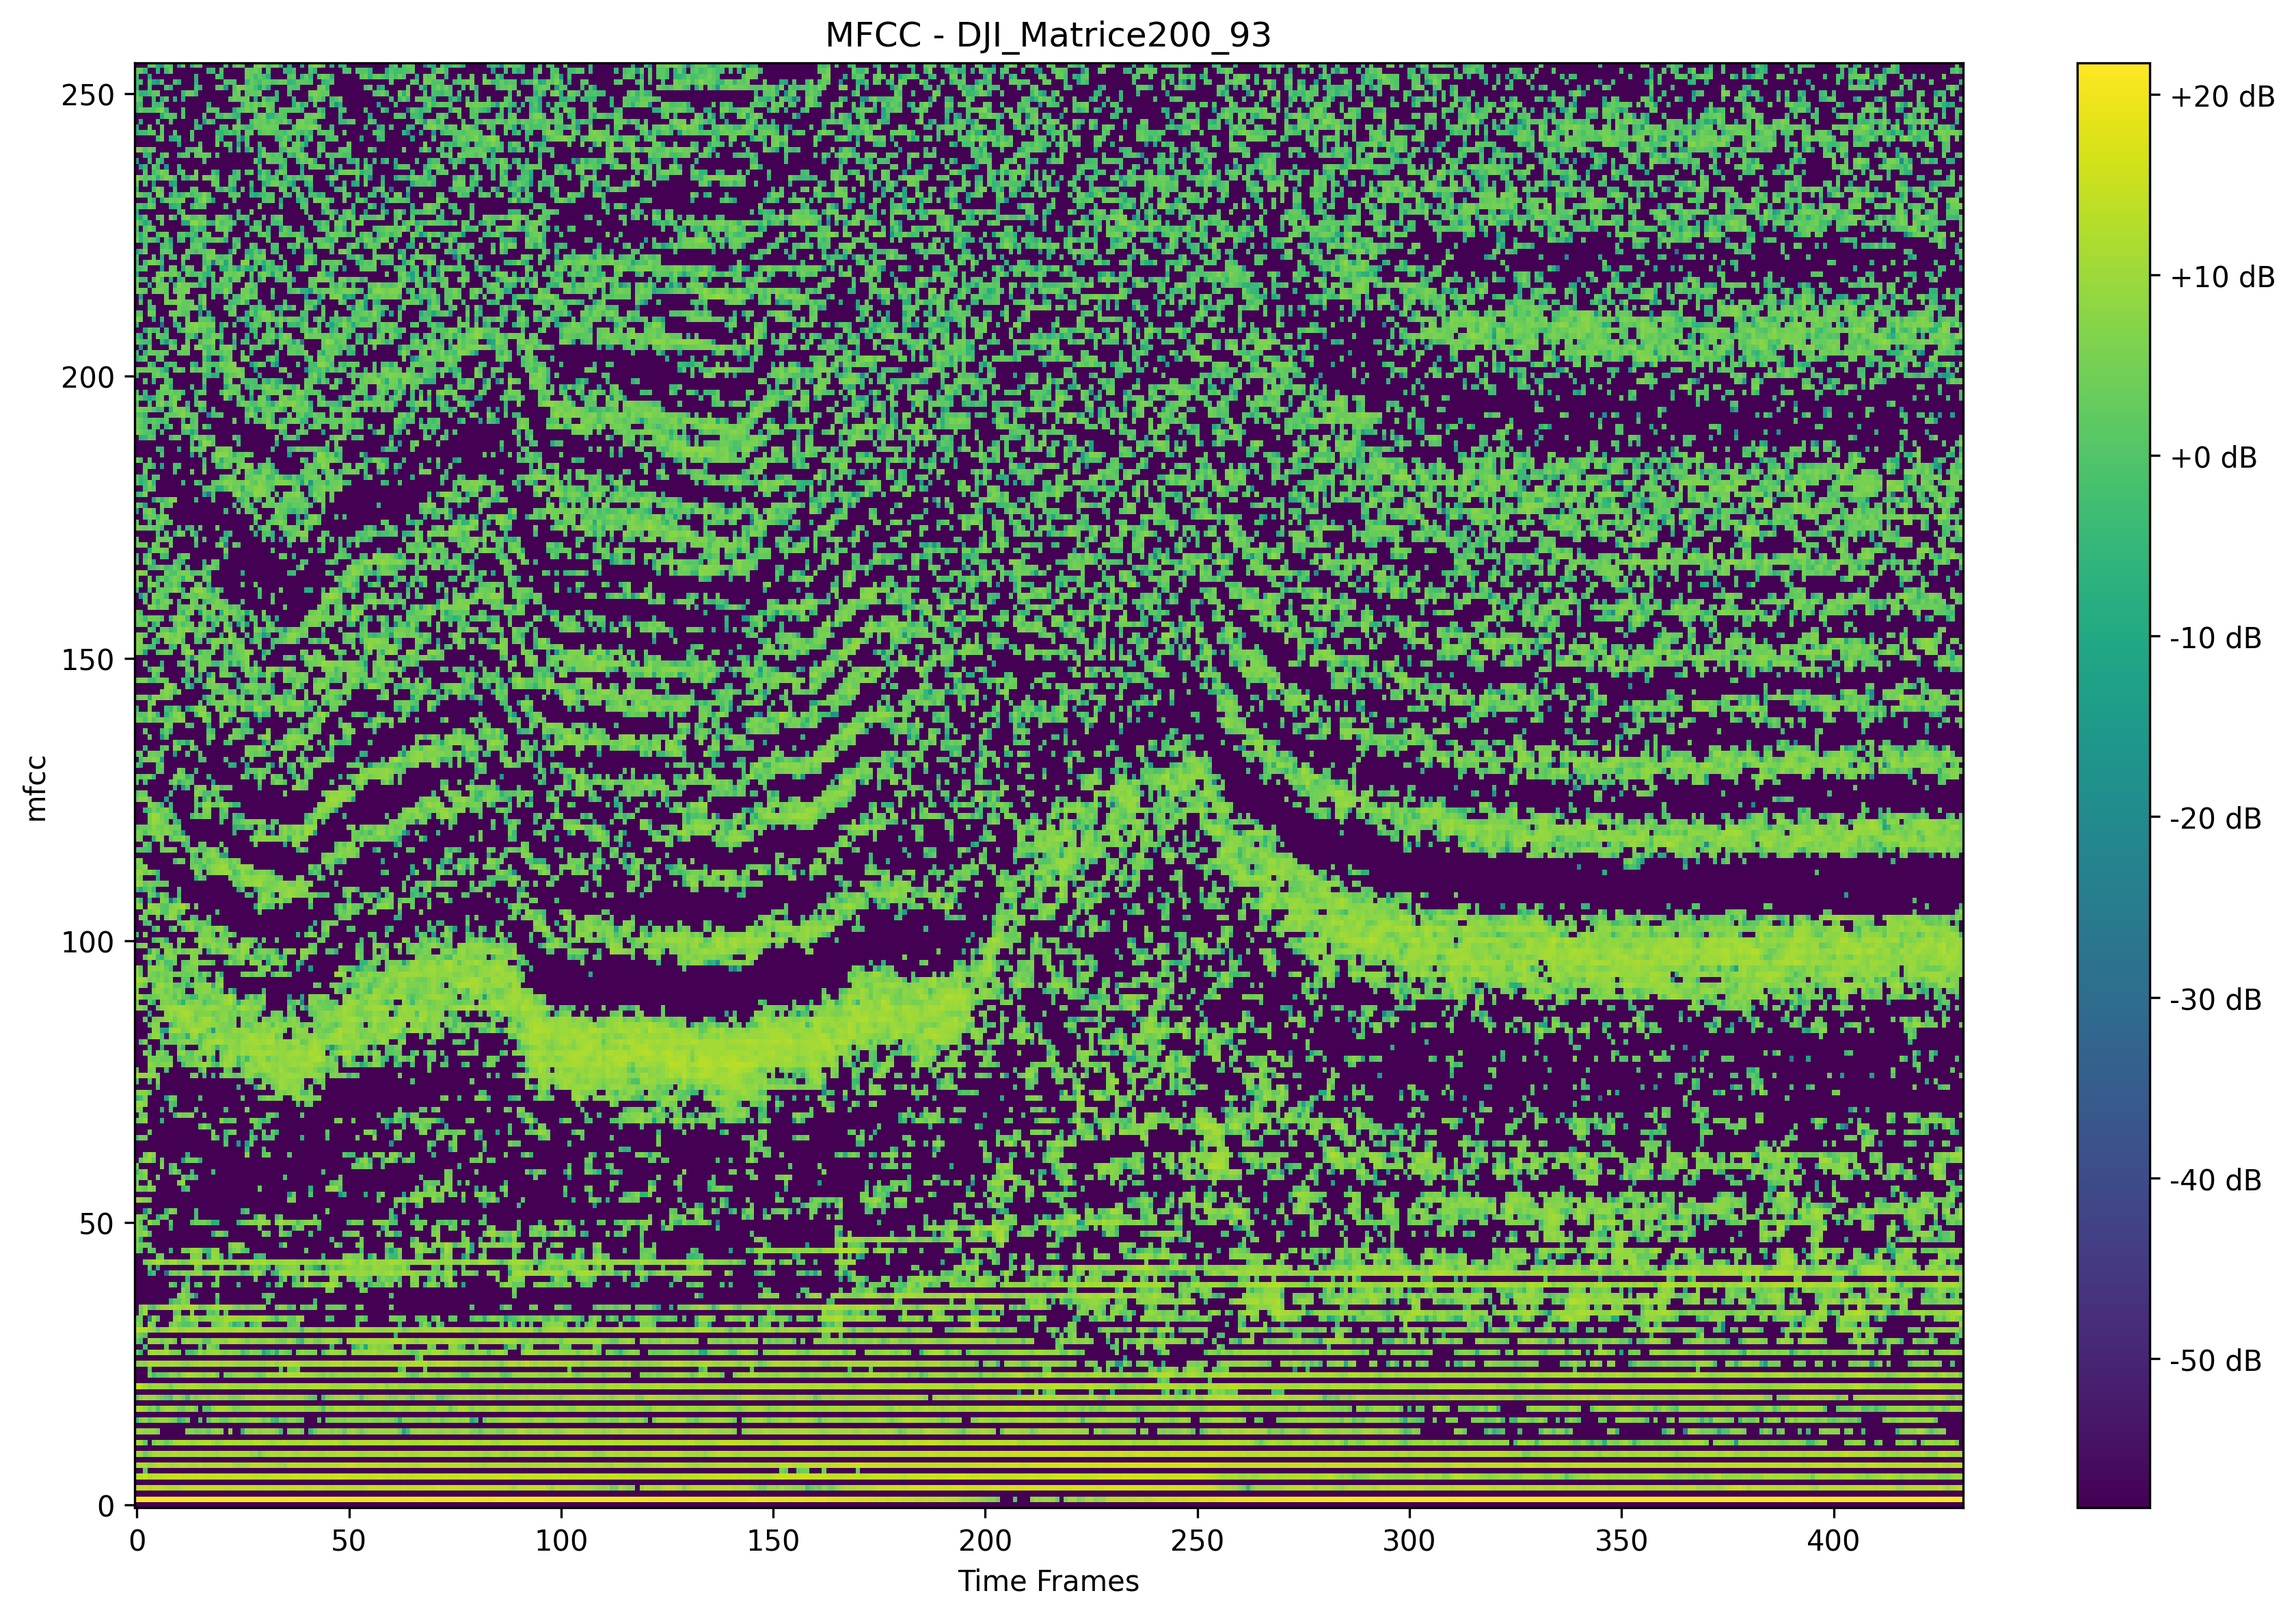 MFCC - DJI_Matrice200_93
250
200
150
100
50
0
mfcc
0 50 100 150 200 250 300 350 400
Time Frames
+20 dB
+10 dB
+0 dB
-10 dB
-20 dB
-30 dB
-40 dB
-50 dB